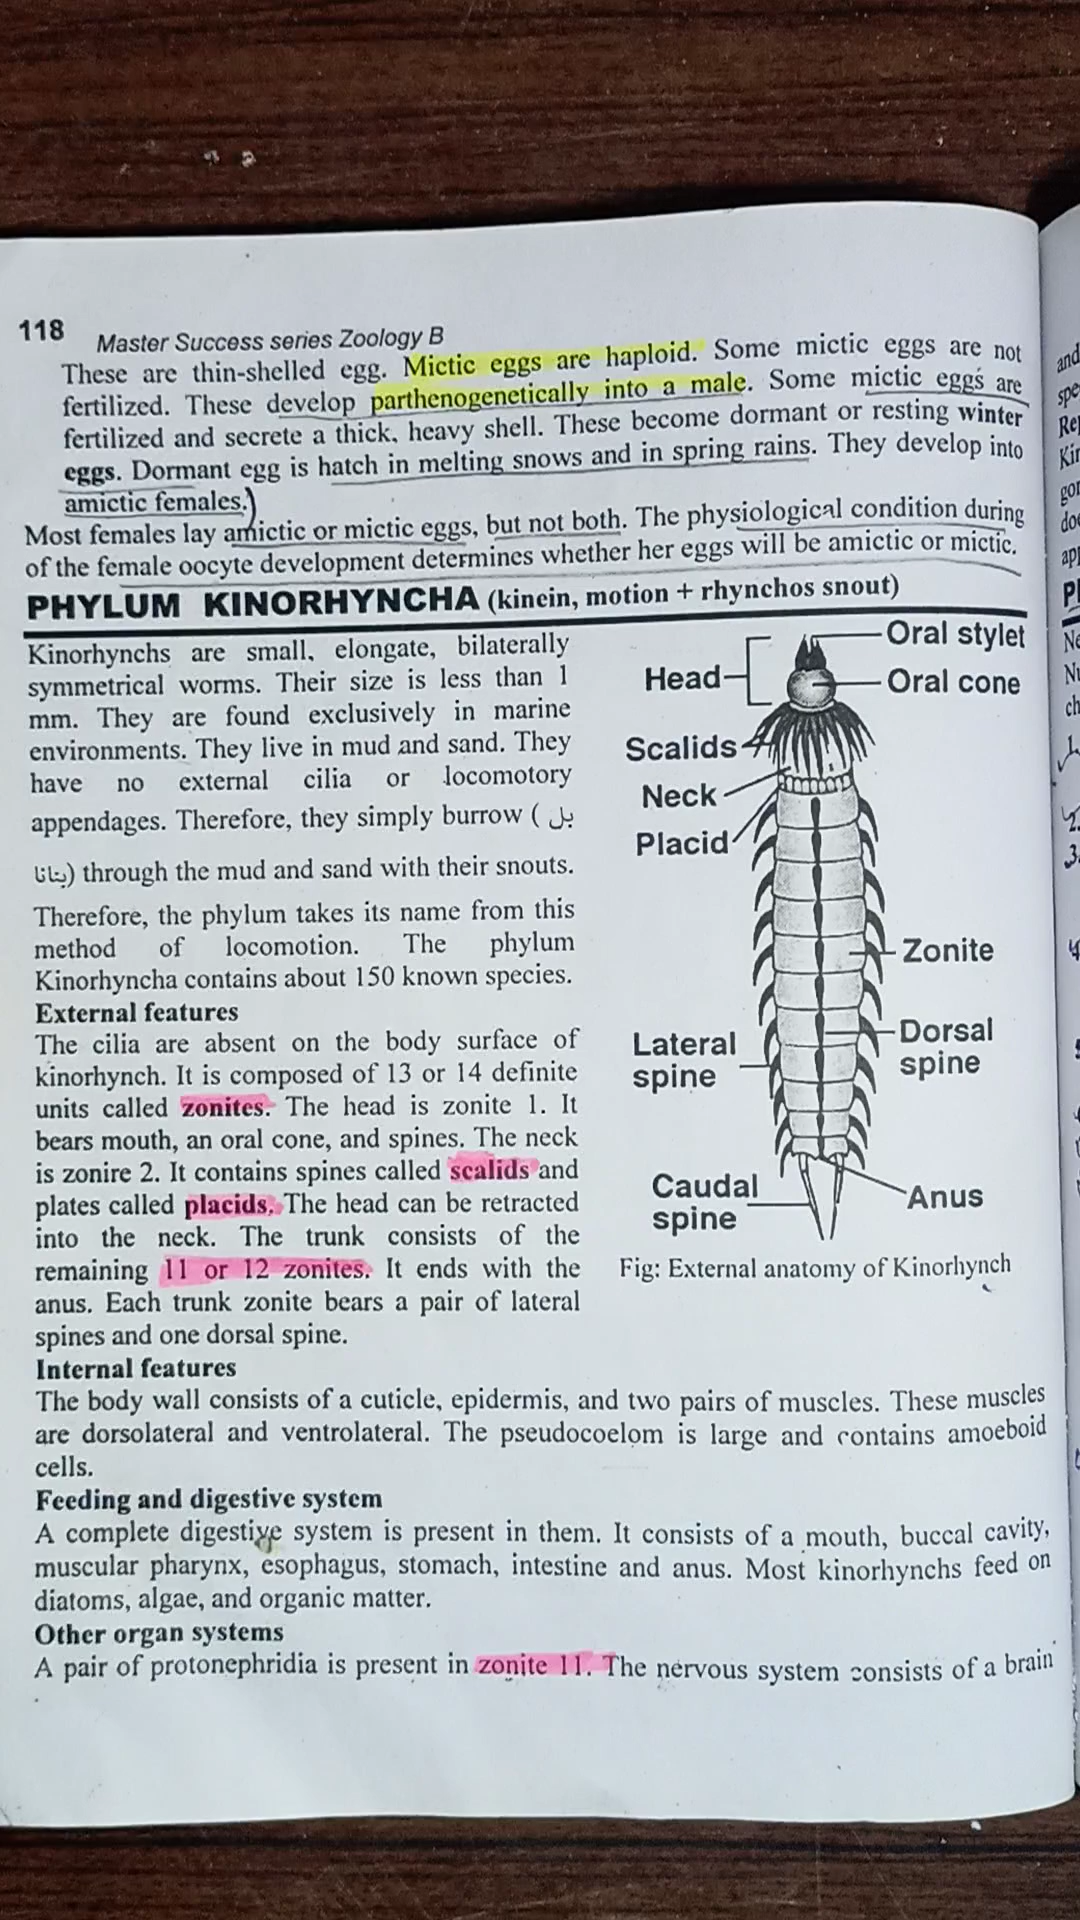 118 Master Success series Zoology B
These are thin-shelled egg. Mictic eggs are haploid. Some mictic eggs are not
fertilized. These develop parthenogenetically into a male. Some mictic eggs are
fertilized and secrete a thick, heavy shell. These become dormant or resting winter
eggs. Dormant egg is hatch in melting snows and in spring rains. They develop into
amictic females.)
Most females lay amictic or mictic eggs, but not both. The physiological condition during
of the female oocyte development determines whether her eggs will be amictic or mictic.
PHYLUM KINORHYNCHA (kinein, motion + rhynchos snout)
Kinorhynchs are small, elongate, bilaterally
symmetrical worms. Their size is less than 1
mm. They are found exclusively in marine
environments. They live in mud and sand. They
have no external cilia or locomotory
appendages. Therefore, they simply burrow ( بل
بنانا) through the mud and sand with their snouts.
Therefore, the phylum takes its name from this
method of locomotion. The phylum
Kinorhyncha contains about 150 known species.
External features
The cilia are absent on the body surface of
kinorhynch. It is composed of 13 or 14 definite
units called zonites. The head is zonite 1. It
bears mouth, an oral cone, and spines. The neck
is zonire 2. It contains spines called scalids and
plates called placids. The head can be retracted
into the neck. The trunk consists of the
remaining 11 or 12 zonites. It ends with the
anus. Each trunk zonite bears a pair of lateral
spines and one dorsal spine.
Head
Oral stylet
Oral cone
Scalids
Neck
Placid
Zonite
Lateral
spine
Dorsal
spine
Caudal
spine
Anus
Fig: External anatomy of Kinorhynch
Internal features
The body wall consists of a cuticle, epidermis, and two pairs of muscles. These muscles
are dorsolateral and ventrolateral. The pseudocoelom is large and contains amoeboid
cells.
Feeding and digestive system
A complete digestive system is present in them. It consists of a mouth, buccal cavity,
muscular pharynx, esophagus, stomach, intestine and anus. Most kinorhynchs feed on
diatoms, algae, and organic matter.
Other organ systems
A pair of protonephridia is present in zonite 11. The nervous system consists of a brain